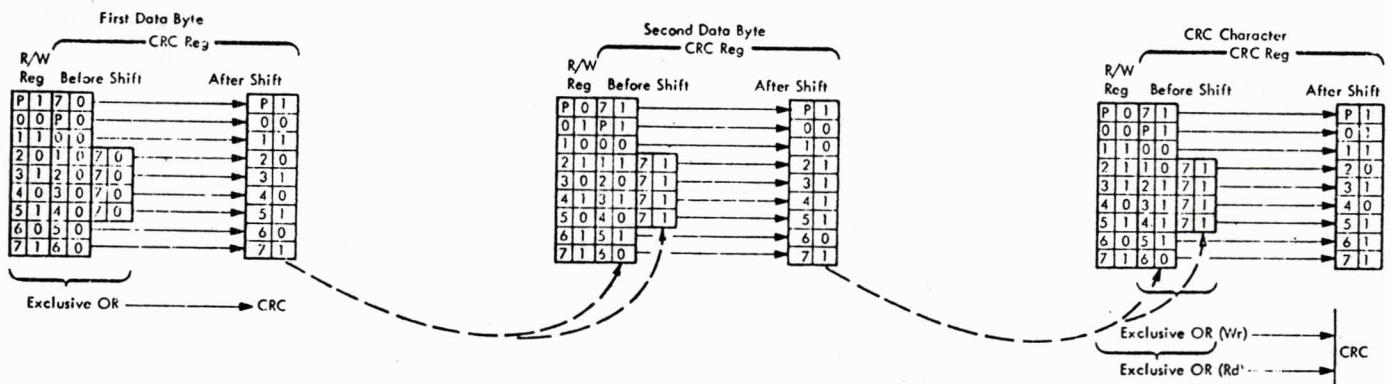 First Data Byte
CRC Reg
R/W
Reg Before Shift After Shift
P 1 7 0 P 1
0 0 P 0 0 0
1 1 0 0 1 1
2 0 1 0 7 0 2 0
3 1 2 0 7 0 3 1
4 0 3 0 7 0 4 0
5 1 4 0 7 0 5 1
6 0 5 0 6 0
7 1 6 0 7 1
Exclusive OR CRC
Second Data Byte
CRC Reg
R/W
Reg Before Shift After Shift
P 0 7 1 P 1
0 1 P 1 0 0
1 0 0 0 1 0
2 1 1 1 7 1 2 1
3 0 2 0 7 1 3 1
4 1 3 1 7 1 4 1
5 0 4 0 7 1 5 1
6 1 5 1 6 0
7 1 6 0 7 1
CRC Character
CRC Reg
R/W
Reg Before Shift After Shift
P 0 7 1 P 1
0 0 P 1 0 1
1 1 0 0 1 1
2 1 1 0 7 1 2 0
3 1 2 1 7 1 3 1
4 0 3 1 7 1 4 0
5 1 4 1 7 1 5 1
6 0 5 1 6 1
7 1 6 0 7 1
Exclusive OR (Wr)
CRC
Exclusive OR (Rd)